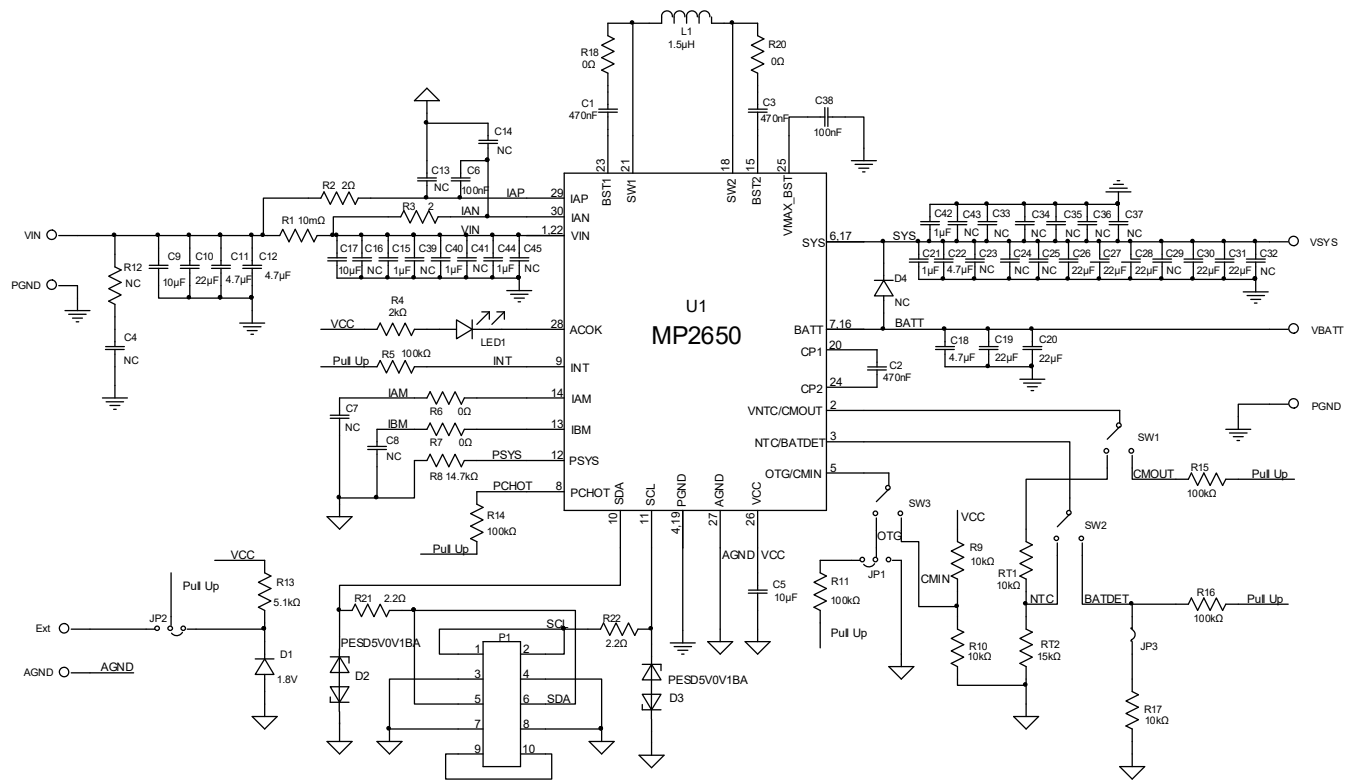 L1
1.5µH
R18
0Ω
R20
0Ω
C1
470nF
C3
470nF
C38
100nF
23
21
18
15
25
BST1
SW1
SW2
BST2
VMAX_BST
C14
NC
C13
NC
C6
100nF
R2 2Ω
IAP
29
IAP
R3 2
IAN
30
IAN
VIN
R1 10mΩ
VIN
1,22
VIN
R12
NC
C4
NC
PGND
C9
10µF
C10
22µF
C11
4.7µF
C12
4.7µF
C17
10µF
C16
NC
C15
1µF
C39
NC
C40
1µF
C41
NC
C44
1µF
C45
NC
VCC
R4
2kΩ
LED1
28
ACOK
Pull Up
R5 100kΩ
INT
9
INT
IAM
R6
0Ω
14
IAM
C7
NC
IBM
R7
0Ω
13
IBM
C8
NC
PSYS
R8 14.7kΩ
12
PSYS
PCHOT
8
PCHOT
R14
100kΩ
Pull Up
U1
MP2650
SDA
SCL
PGND
AGND
VCC
10
11
4,19
27
26
AGND
VCC
C5
10µF
SYS
6,17
SYS
C42
1µF
C43
NC
C33
NC
C34
NC
C35
NC
C36
NC
C37
NC
C21
1µF
C22
4.7µF
C23
NC
C24
NC
C25
NC
C26
22µF
C27
22µF
C28
22µF
C29
NC
C30
22µF
C31
22µF
C32
NC
VSYS
D4
NC
BATT
7,16
BATT
VBATT
C18
4.7µF
C19
22µF
C20
22µF
CP1
20
C2
470nF
CP2
24
PGND
VNTC/CMOUT
2
NTC/BATDET
3
OTG/CMIN
5
SW1
CMOUT
R15
100kΩ
Pull Up
SW2
SW3
OTG
VCC
R9
10kΩ
CMIN
R10
10kΩ
RT1
10kΩ
NTC
RT2
15kΩ
BATDET
R16
100kΩ
Pull Up
JP3
R17
10kΩ
R11
100kΩ
Pull Up
JP1
VCC
Pull Up
R13
5.1kΩ
Ext
JP2
D1
1.8V
AGND
AGND
R21 2.2Ω
PESD5V0V1BA
D2
SCL
P1
1
2
3
4
5
6
7
8
9
10
SDA
R22
2.2Ω
PESD5V0V1BA
D3